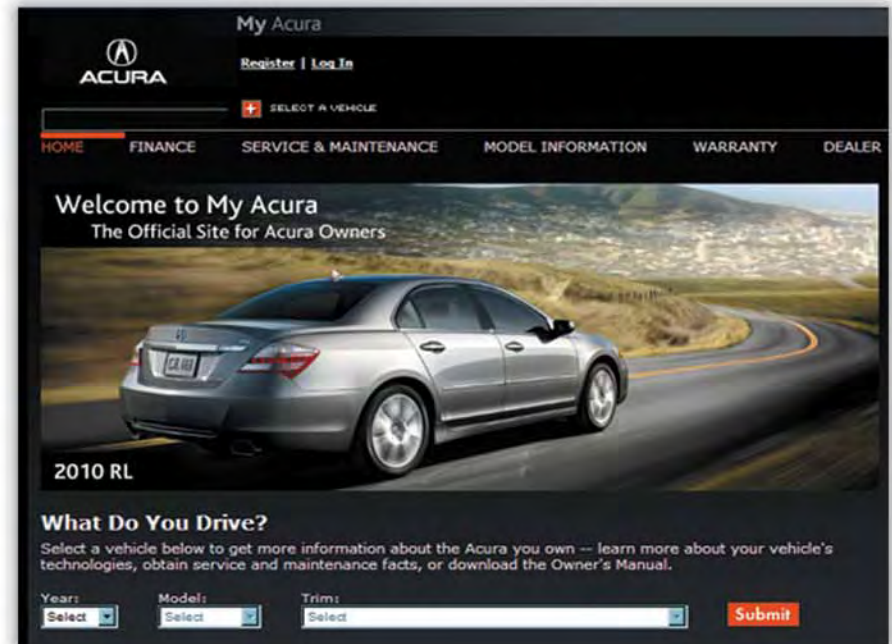 My Acura
ACURA
Register | Log In
SELECT A VEHICLE
HOME FINANCE SERVICE & MAINTENANCE MODEL INFORMATION WARRANTY DEALER
Welcome to My Acura
The Official Site for Acura Owners
2010 RL
What Do You Drive?
Select a vehicle below to get more information about the Acura you own -- learn more about your vehicle's
technologies, obtain service and maintenance facts, or download the Owner's Manual.
Year: Model: Trim:
Select Select Select Submit